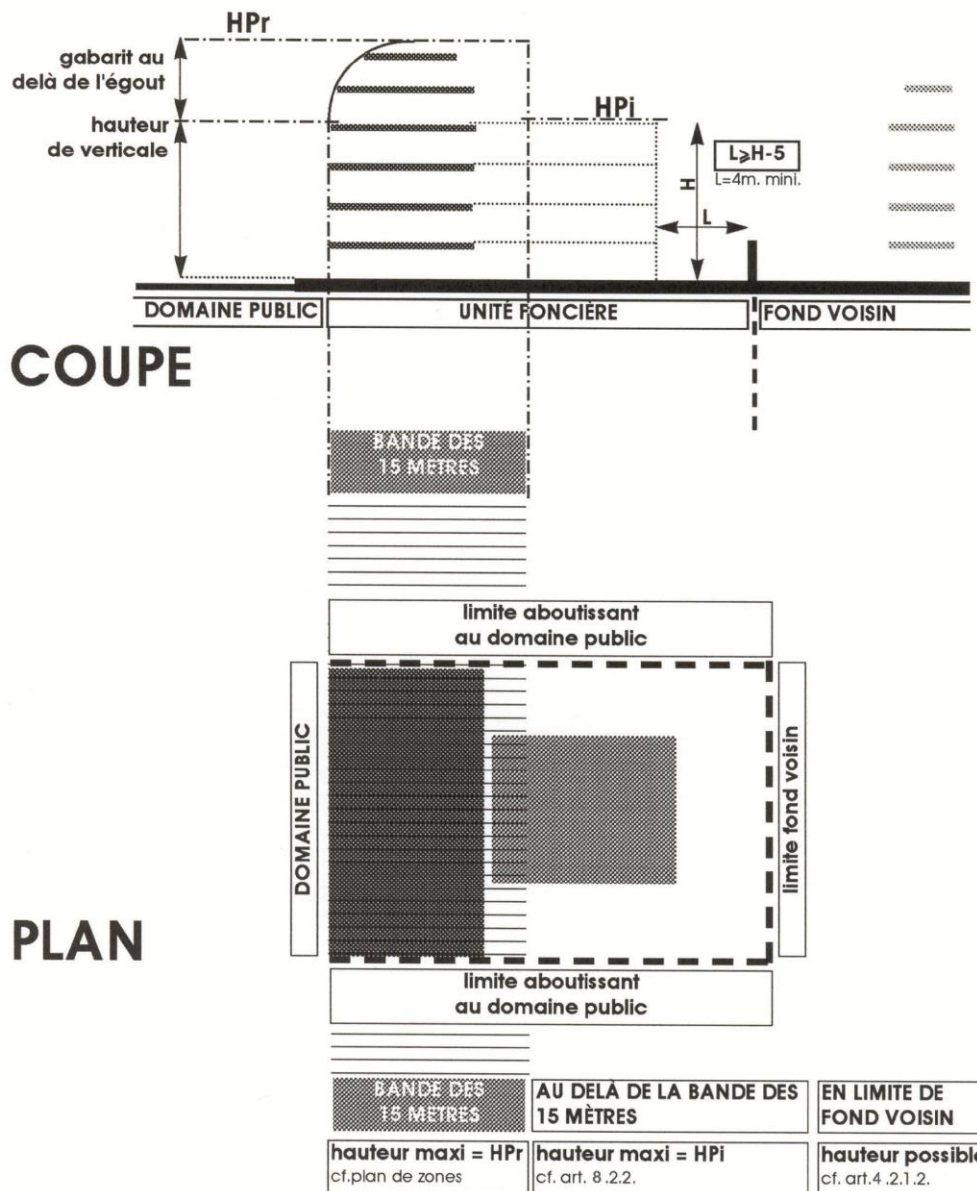 HPr
gabarit au
delà de l'égout
hauteur
de verticale
HPi
L⩾H-5
L=4m. mini.
H
L
DOMAINE PUBLIC
UNITÉ FONCIÈRE
FOND VOISIN
COUPE
BANDE DES
15 METRES
limite aboutissant
au domaine public
DOMAINE PUBLIC
limite fond voisin
PLAN
limite aboutissant
au domaine public
BANDE DES
15 METRES
AU DELÀ DE LA BANDE DES
15 MÈTRES
EN LIMITE DE
FOND VOISIN
hauteur maxi = HPr
cf.plan de zones
hauteur maxi = HPi
cf. art. 8.2.2.
hauteur possible
cf. art.4.2.1.2.